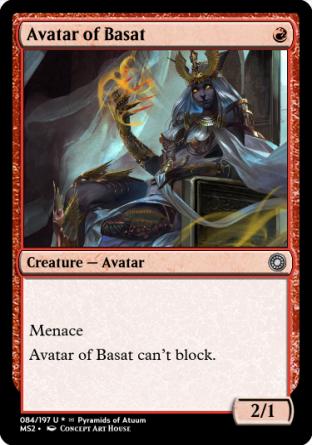 Avatar of Basat
Creature — Avatar
Menace
Avatar of Basat can't block.
2/1
084/197 U * ∞ Pyramids of Atuum
MS2 • Concept Art House